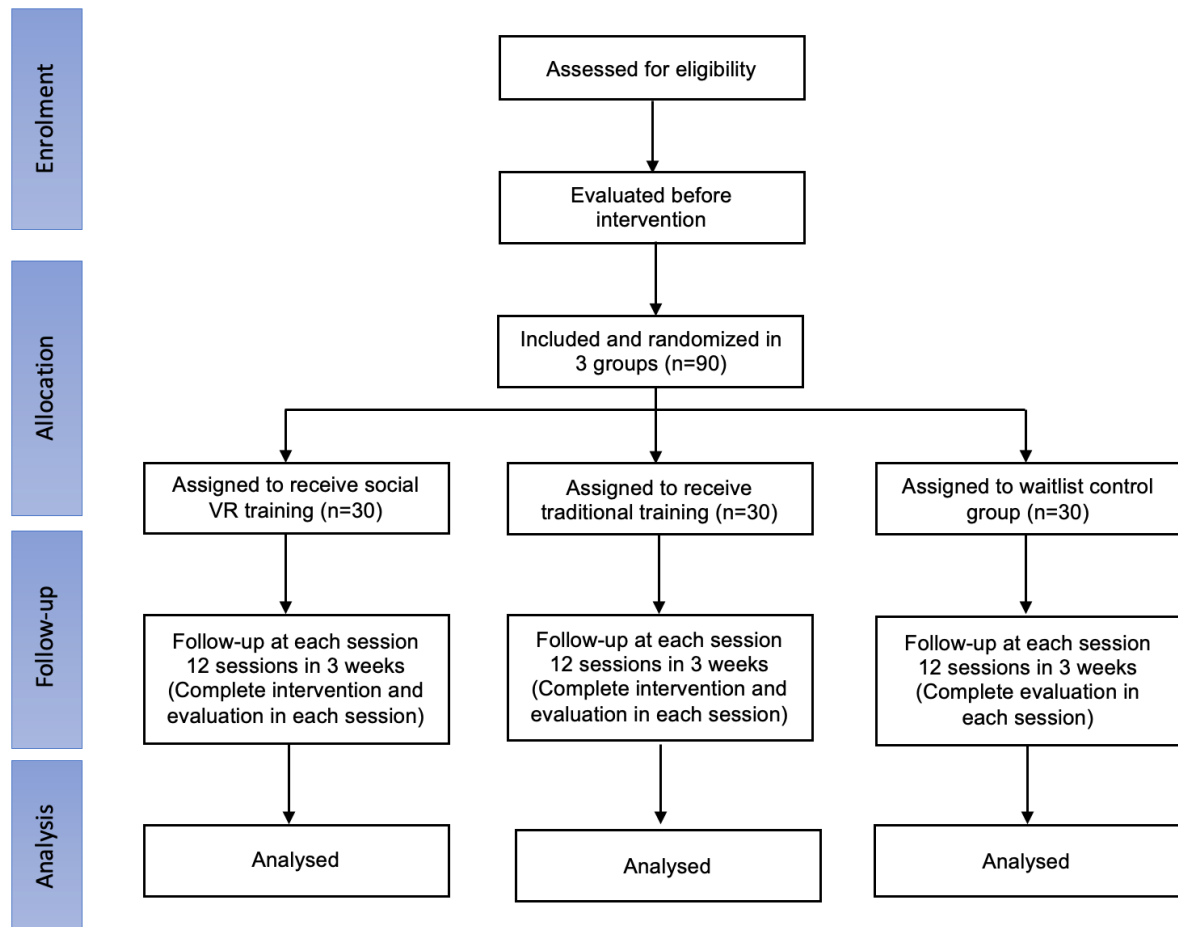 Enrolment
Assessed for eligibility
Evaluated before
intervention
Allocation
Included and randomized in
3 groups (n=90)
Assigned to receive social
VR training (n=30)
Assigned to receive
traditional training (n=30)
Assigned to waitlist control
group (n=30)
Follow-up
Follow-up at each session
12 sessions in 3 weeks
(Complete intervention and
evaluation in each session)
Follow-up at each session
12 sessions in 3 weeks
(Complete intervention and
evaluation in each session)
Follow-up at each session
12 sessions in 3 weeks
(Complete evaluation in
each session)
Analysis
Analysed
Analysed
Analysed